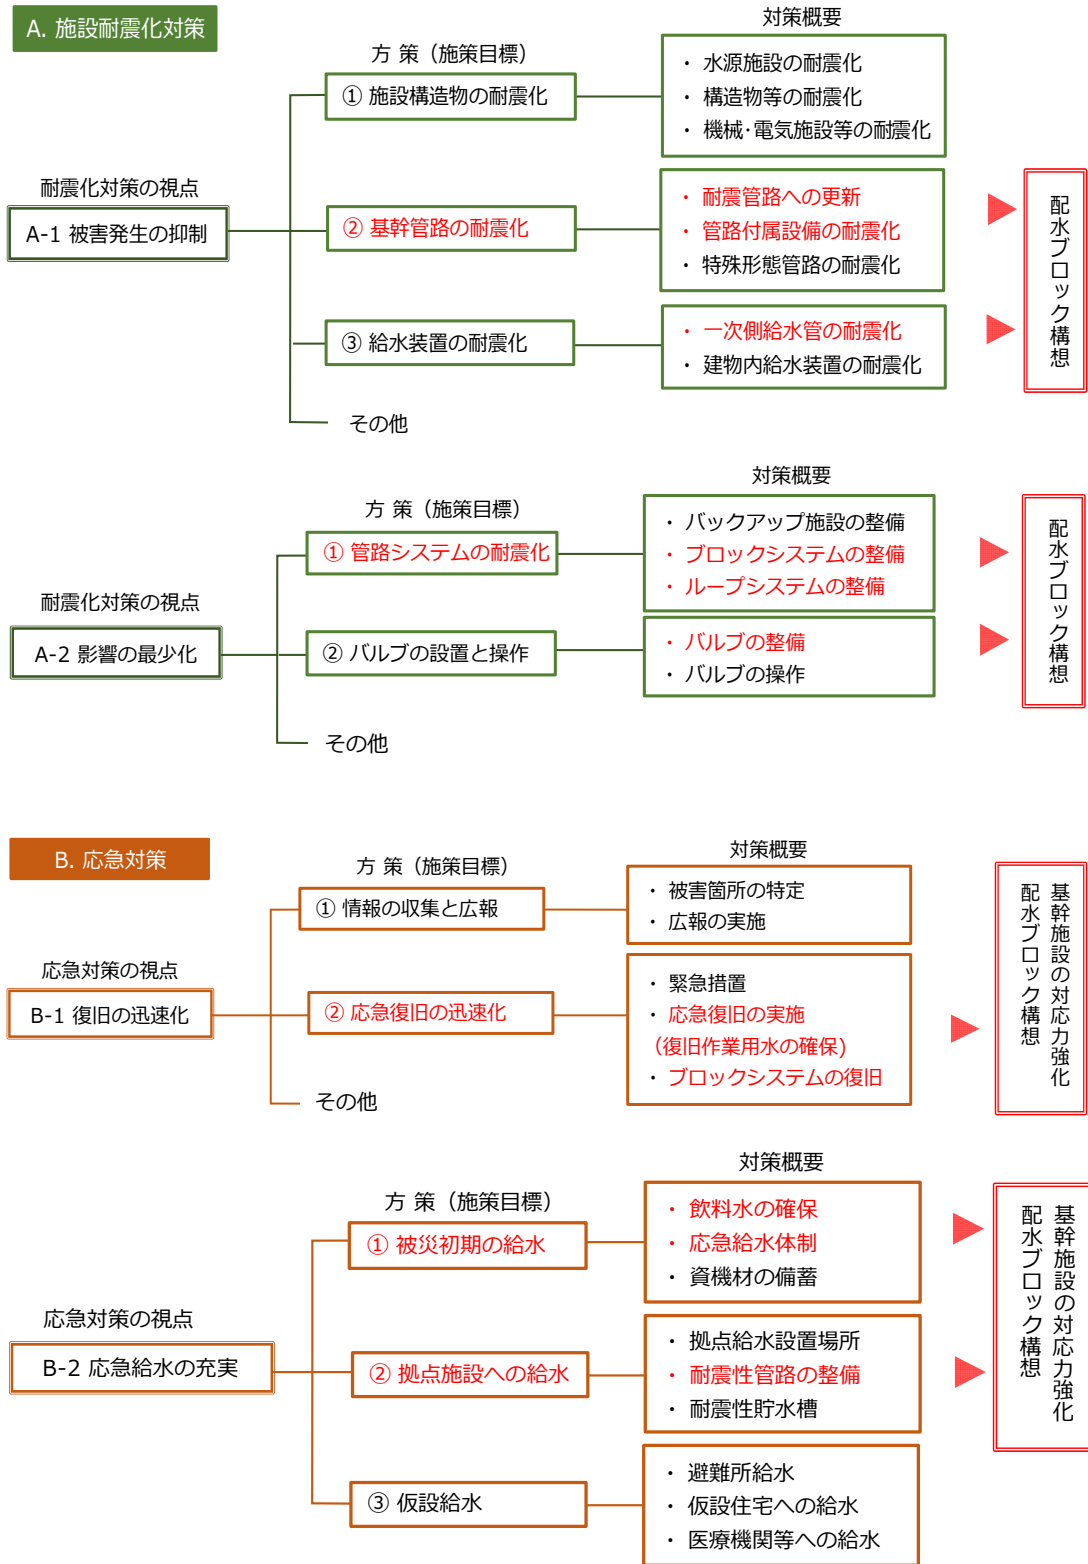 A. 施設耐震化対策
対策概要
方 策（施策目標）
① 施設構造物の耐震化
・ 水源施設の耐震化
・ 構造物等の耐震化
・ 機械・電気施設等の耐震化
耐震化対策の視点
A-1 被害発生の抑制
② 基幹管路の耐震化
・ 耐震管路への更新
・ 管路付属設備の耐震化
・ 特殊形態管路の耐震化
配水ブロック構想
③ 給水装置の耐震化
・ 一次側給水管の耐震化
・ 建物内給水装置の耐震化
その他
対策概要
方 策（施策目標）
① 管路システムの耐震化
・ バックアップ施設の整備
・ ブロックシステムの整備
・ ループシステムの整備
配水ブロック構想
耐震化対策の視点
A-2 影響の最少化
② バルブの設置と操作
・ バルブの整備
・ バルブの操作
その他
B. 応急対策
対策概要
方 策（施策目標）
① 情報の収集と広報
・ 被害箇所の特定
・ 広報の実施
基幹施設の対応力強化
配水ブロック構想
応急対策の視点
B-1 復旧の迅速化
② 応急復旧の迅速化
・ 緊急措置
・ 応急復旧の実施
（復旧作業用水の確保)
・ ブロックシステムの復旧
その他
対策概要
方 策（施策目標）
① 被災初期の給水
・ 飲料水の確保
・ 応急給水体制
・ 資機材の備蓄
基幹施設の対応力強化
配水ブロック構想
応急対策の視点
B-2 応急給水の充実
② 拠点施設への給水
・ 拠点給水設置場所
・ 耐震性管路の整備
・ 耐震性貯水槽
③ 仮設給水
・ 避難所給水
・ 仮設住宅への給水
・ 医療機関等への給水